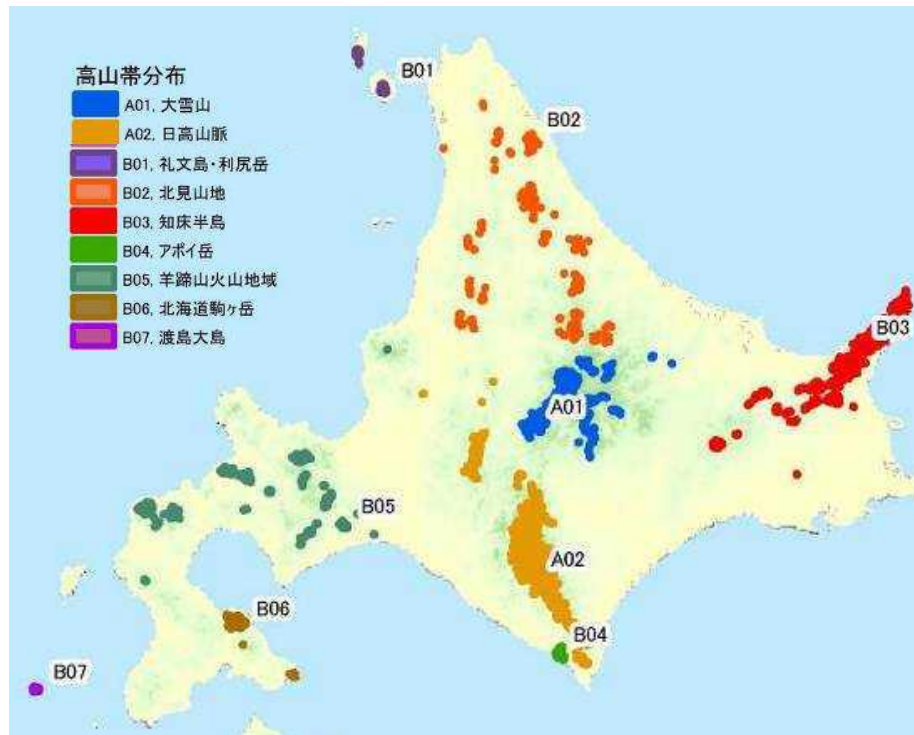 高山帯分布
A01, 大雪山
A02, 日高山脈
B01, 礼文島・利尻岳
B02, 北見山地
B03, 知床半島
B04, アポイ岳
B05, 羊蹄山火山地域
B06, 北海道駒ヶ岳
B07, 渡島大島
B01
B02
B03
A01
B05
A02
B06
B04
B07